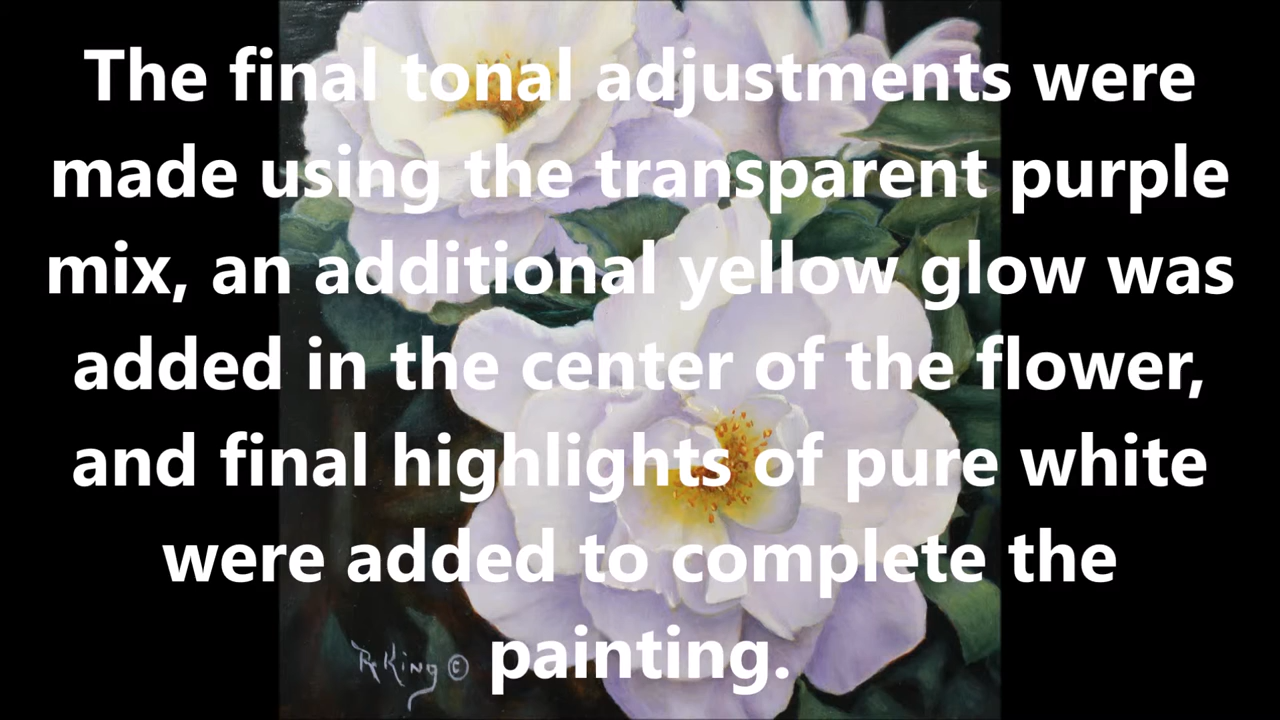 The final tonal adjustments were
made using the transparent purple
mix, an additional yellow glow was
added in the center of the flower,
and final highlights of pure white
were added to complete the
painting.
R King ©